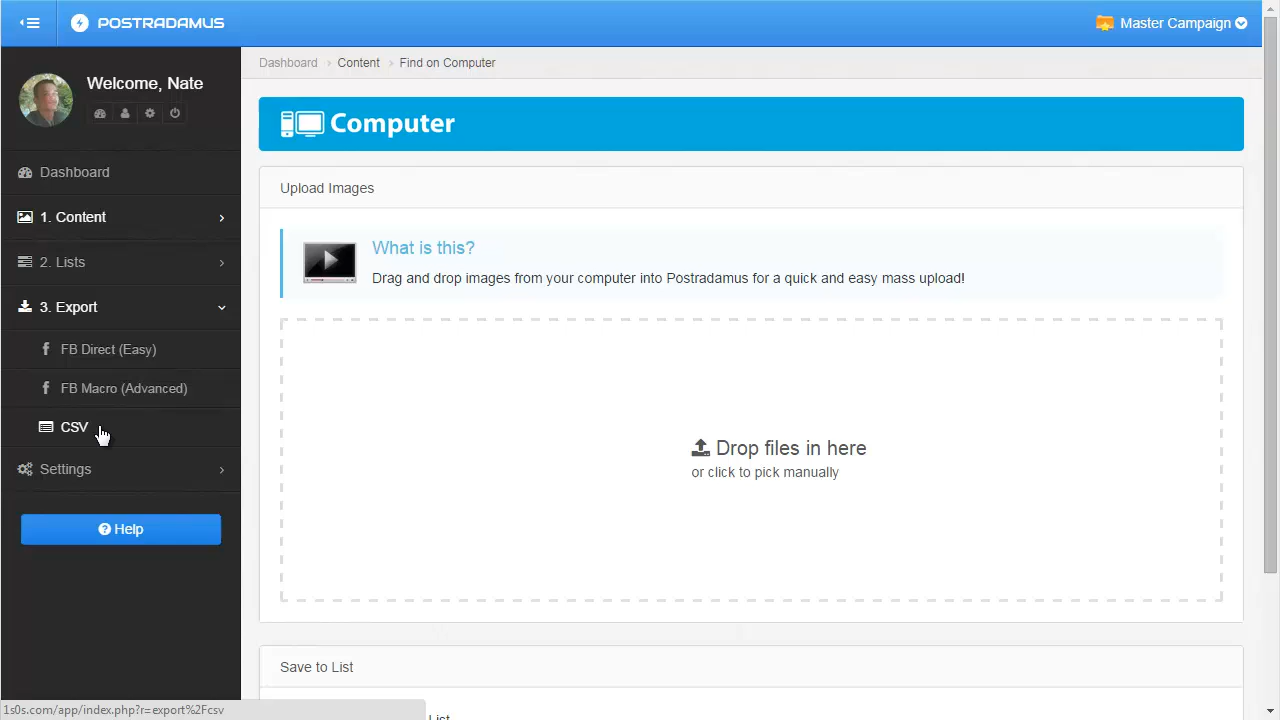 POSTRADAMUS
Master Campaign
Welcome, Nate
Dashboard
1. Content
2. Lists
3. Export
FB Direct (Easy)
FB Macro (Advanced)
CSV
Settings
Help
Dashboard Content Find on Computer
Computer
Upload Images
What is this?
Drag and drop images from your computer into Postradamus for a quick and easy mass upload!
Drop files in here
or click to pick manually
Save to List
List
1s0s.com/app/index.php?r=export%2Fcsv